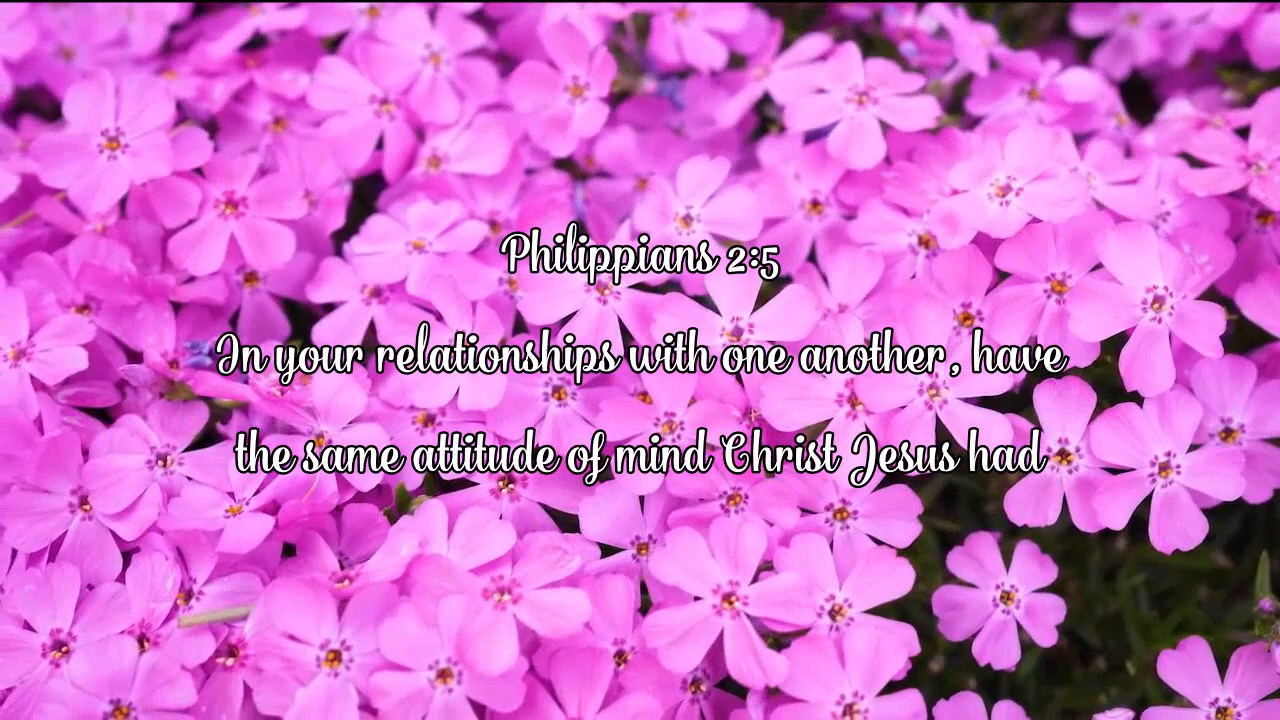 Philippians 2:5
In your relationships with one another, have
the same attitude of mind Christ Jesus had